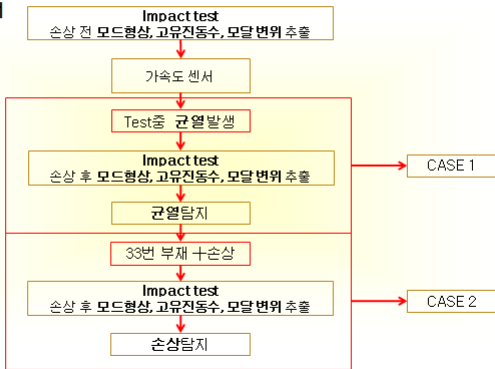 Impact test
손상 전 모드형상, 고유진동수, 모달 변위 추출
가속도 센서
Test중 균열발생
Impact test
손상 후 모드형상, 고유진동수, 모달 변위 추출
CASE 1
균열탐지
33번 부재 +손상
Impact test
손상 후 모드형상, 고유진동수, 모달 변위 추출
CASE 2
손상탐지